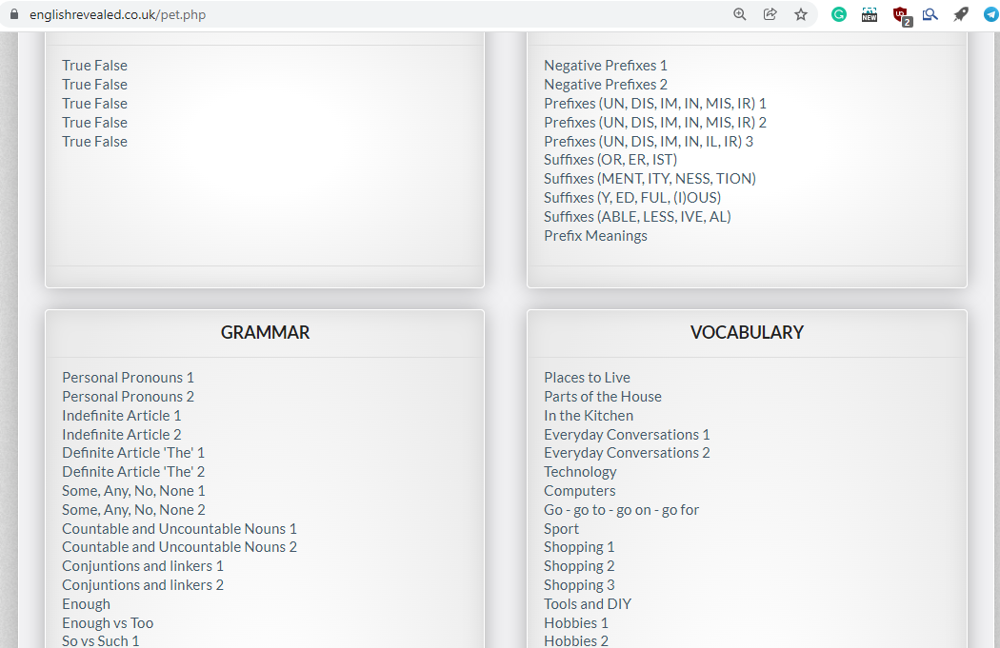 englishrevealed.co.uk/pet.php
NEW
2
True False
True False
True False
True False
True False
Negative Prefixes 1
Negative Prefixes 2
Prefixes (UN, DIS, IM, IN, MIS, IR) 1
Prefixes (UN, DIS, IM, IN, MIS, IR) 2
Prefixes (UN, DIS, IM, IN, IL, IR) 3
Suffixes (OR, ER, IST)
Suffixes (MENT, ITY, NESS, TION)
Suffixes (Y, ED, FUL, (I)OUS)
Suffixes (ABLE, LESS, IVE, AL)
Prefix Meanings
GRAMMAR
Personal Pronouns 1
Personal Pronouns 2
Indefinite Article 1
Indefinite Article 2
Definite Article 'The' 1
Definite Article 'The' 2
Some, Any, No, None 1
Some, Any, No, None 2
Countable and Uncountable Nouns 1
Countable and Uncountable Nouns 2
Conjuntions and linkers 1
Conjuntions and linkers 2
Enough
Enough vs Too
So vs Such 1
VOCABULARY
Places to Live
Parts of the House
In the Kitchen
Everyday Conversations 1
Everyday Conversations 2
Technology
Computers
Go - go to - go on - go for
Sport
Shopping 1
Shopping 2
Shopping 3
Tools and DIY
Hobbies 1
Hobbies 2